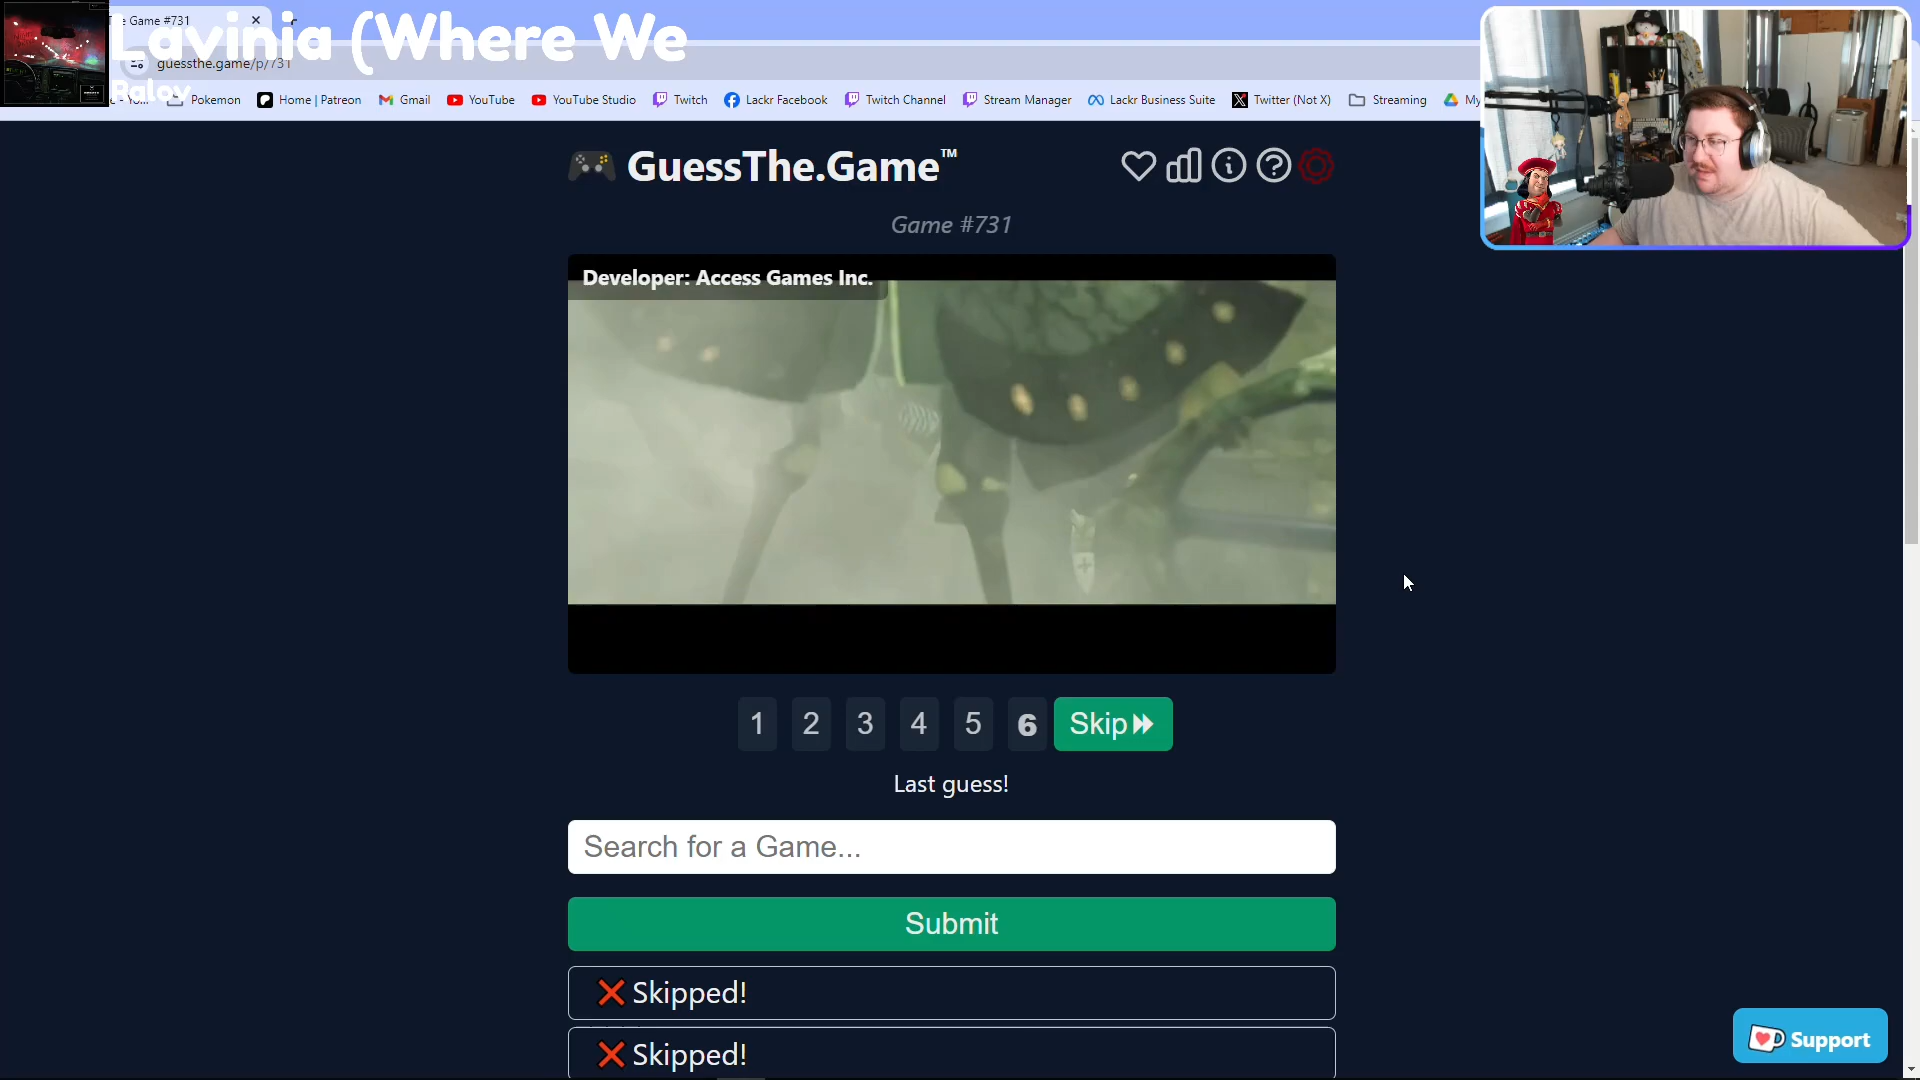 e Game #731
Lavinia (Where We
guessthe.game/p/731
Ralov
Pokemon
Home | Patreon
Gmail
YouTube
YouTube Studio
Twitch
Lackr Facebook
Twitch Channel
Stream Manager
Lackr Business Suite
Twitter (Not X)
Streaming
My
GuessThe.Game™
Game #731
Developer: Access Games Inc.
1 2 3 4 5 6 Skip
Last guess!
Search for a Game...
Submit
❌ Skipped!
❌ Skipped!
Support